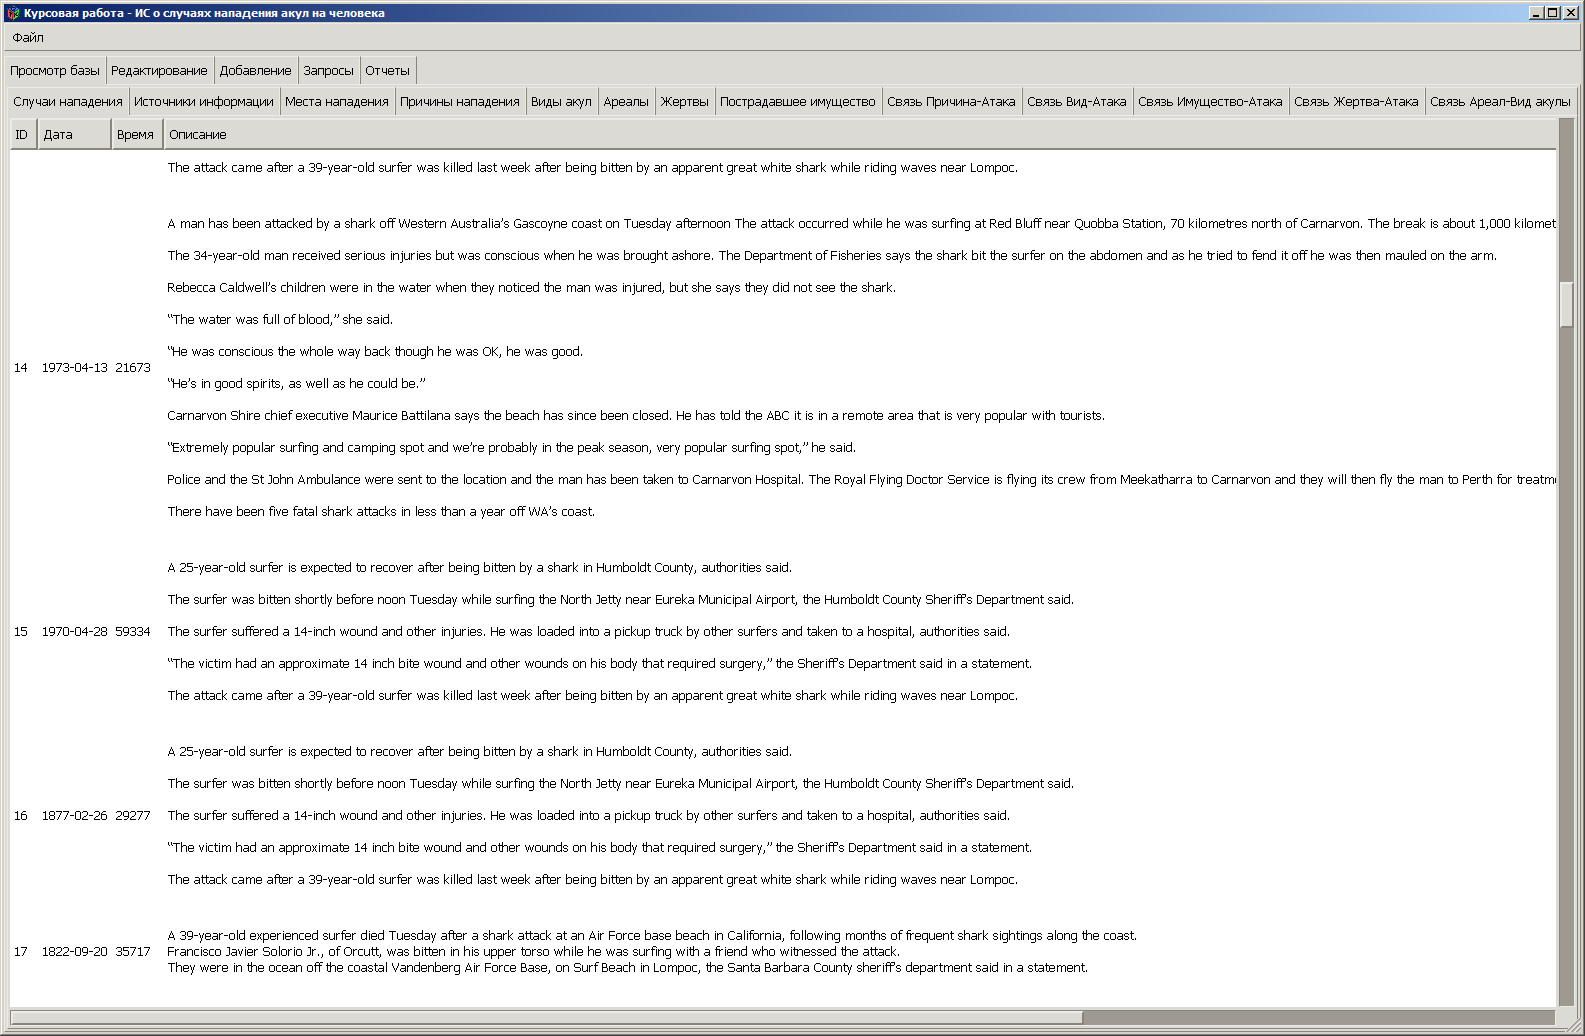 Курсовая работа - ИС о случаях нападения акул на человека
Файл
Просмотр базы Редактирование Добавление Запросы Отчеты
Случаи нападения Источники информации Места нападения Причины нападения Виды акул Ареалы Жертвы Пострадавшее имущество Связь Причина-Атака Связь Вид-Атака Связь Имущество-Атака Связь Жертва-Атака Связь Ареал-Вид акулы
ID Дата Время Описание
The attack came after a 39-year-old surfer was killed last week after being bitten by an apparent great white shark while riding waves near Lompoc.
A man has been attacked by a shark off Western Australia’s Gascoyne coast on Tuesday afternoon The attack occurred while he was surfing at Red Bluff near Quobba Station, 70 kilometres north of Carnarvon. The break is about 1,000 kilomet
The 34-year-old man received serious injuries but was conscious when he was brought ashore. The Department of Fisheries says the shark bit the surfer on the abdomen and as he tried to fend it off he was then mauled on the arm.
Rebecca Caldwell’s children were in the water when they noticed the man was injured, but she says they did not see the shark.
“The water was full of blood,” she said.
“He was conscious the whole way back though he was OK, he was good.
14 1973-04-13 21673
“He’s in good spirits, as well as he could be.”
Carnarvon Shire chief executive Maurice Battilana says the beach has since been closed. He has told the ABC it is in a remote area that is very popular with tourists.
“Extremely popular surfing and camping spot and we’re probably in the peak season, very popular surfing spot,” he said.
Police and the St John Ambulance were sent to the location and the man has been taken to Carnarvon Hospital. The Royal Flying Doctor Service is flying its crew from Meekatharra to Carnarvon and they will then fly the man to Perth for treatm
There have been five fatal shark attacks in less than a year off WA’s coast.
A 25-year-old surfer is expected to recover after being bitten by a shark in Humboldt County, authorities said.
The surfer was bitten shortly before noon Tuesday while surfing the North Jetty near Eureka Municipal Airport, the Humboldt County Sheriff’s Department said.
15 1970-04-28 59334 The surfer suffered a 14-inch wound and other injuries. He was loaded into a pickup truck by other surfers and taken to a hospital, authorities said.
“The victim had an approximate 14 inch bite wound and other wounds on his body that required surgery,” the Sheriff’s Department said in a statement.
The attack came after a 39-year-old surfer was killed last week after being bitten by an apparent great white shark while riding waves near Lompoc.
A 25-year-old surfer is expected to recover after being bitten by a shark in Humboldt County, authorities said.
The surfer was bitten shortly before noon Tuesday while surfing the North Jetty near Eureka Municipal Airport, the Humboldt County Sheriff’s Department said.
16 1877-02-26 29277 The surfer suffered a 14-inch wound and other injuries. He was loaded into a pickup truck by other surfers and taken to a hospital, authorities said.
“The victim had an approximate 14 inch bite wound and other wounds on his body that required surgery,” the Sheriff’s Department said in a statement.
The attack came after a 39-year-old surfer was killed last week after being bitten by an apparent great white shark while riding waves near Lompoc.
A 39-year-old experienced surfer died Tuesday after a shark attack at an Air Force base beach in California, following months of frequent shark sightings along the coast.
17 1822-09-20 35717 Francisco Javier Solorio Jr., of Orcutt, was bitten in his upper torso while he was surfing with a friend who witnessed the attack.
They were in the ocean off the coastal Vandenberg Air Force Base, on Surf Beach in Lompoc, the Santa Barbara County sheriff’s department said in a statement.